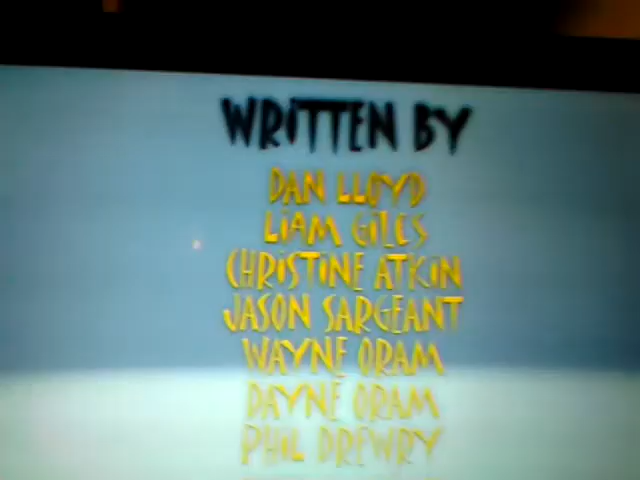 WRITTEN BY
DAN LLOYD
LIAM GILES
CHRISTINE ATKIN
JASON SARGEANT
WAYNE ORAM
DAYNE ORAM
PHIL DREWRY